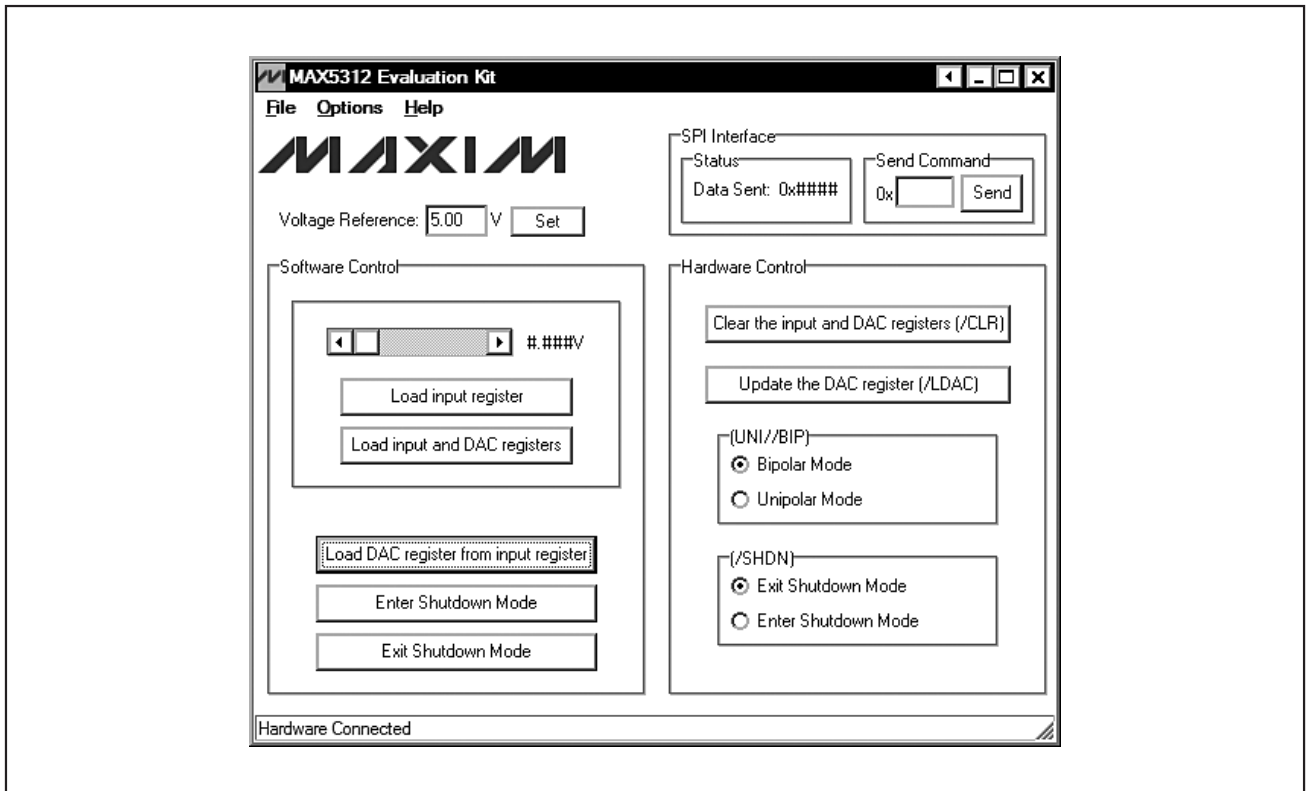 MAX5312 Evaluation Kit
File Options Help
MAXIM
Voltage Reference: 5.00 V Set
SPI Interface
Status
Data Sent: 0x####
Send Command
0x Send
Software Control
#.###V
Load input register
Load input and DAC registers
Load DAC register from input register
Enter Shutdown Mode
Exit Shutdown Mode
Hardware Control
Clear the input and DAC registers (/CLR)
Update the DAC register (/LDAC)
(UNI//BIP)
Bipolar Mode
Unipolar Mode
(/SHDN)
Exit Shutdown Mode
Enter Shutdown Mode
Hardware Connected